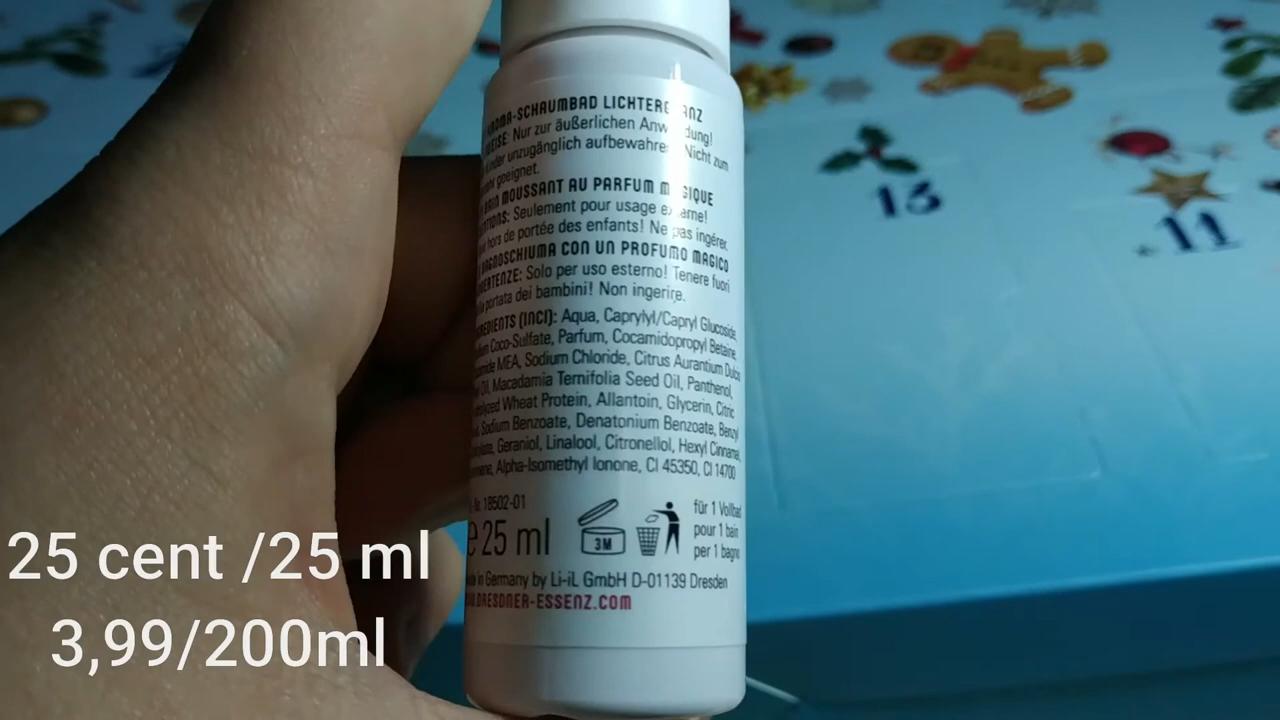 AROMA-SCHAUMBAD LICHTERGLANZ
Nur zur äußerlichen Anwendung!
Kinder unzugänglich aufbewahren. Nicht zum
geeignet.
BAIN MOUSSANT AU PARFUM MAGIQUE
Seulement pour usage externe!
hors de portée des enfants! Ne pas ingérer.
BAGNOSCHIUMA CON UN PROFUMO MAGICO
Solo per uso esterno! Tenere fuori
portata dei bambini! Non ingerire.
(INCI): Aqua, Caprylyl/Capryl Glucoside,
Coco-Sulfate, Parfum, Cocamidopropyl Betaine,
MEA, Sodium Chloride, Citrus Aurantium Dulcis
Oil, Macadamia Ternifolia Seed Oil, Panthenol,
Wheat Protein, Allantoin, Glycerin, Citric
Sodium Benzoate, Denatonium Benzoate, Benzyl
Geraniol, Linalool, Citronellol, Hexyl Cinnamal,
Alpha-Isomethyl Ionone, CI 45350, CI 14700
18502-01
e 25 ml
3M
für 1 Vollbad
pour 1 bain
per 1 bagno
in Germany by Li-iL GmbH D-01139 Dresden
DRESDNER-ESSENZ.COM
13
11
25 cent /25 ml
3,99/200ml